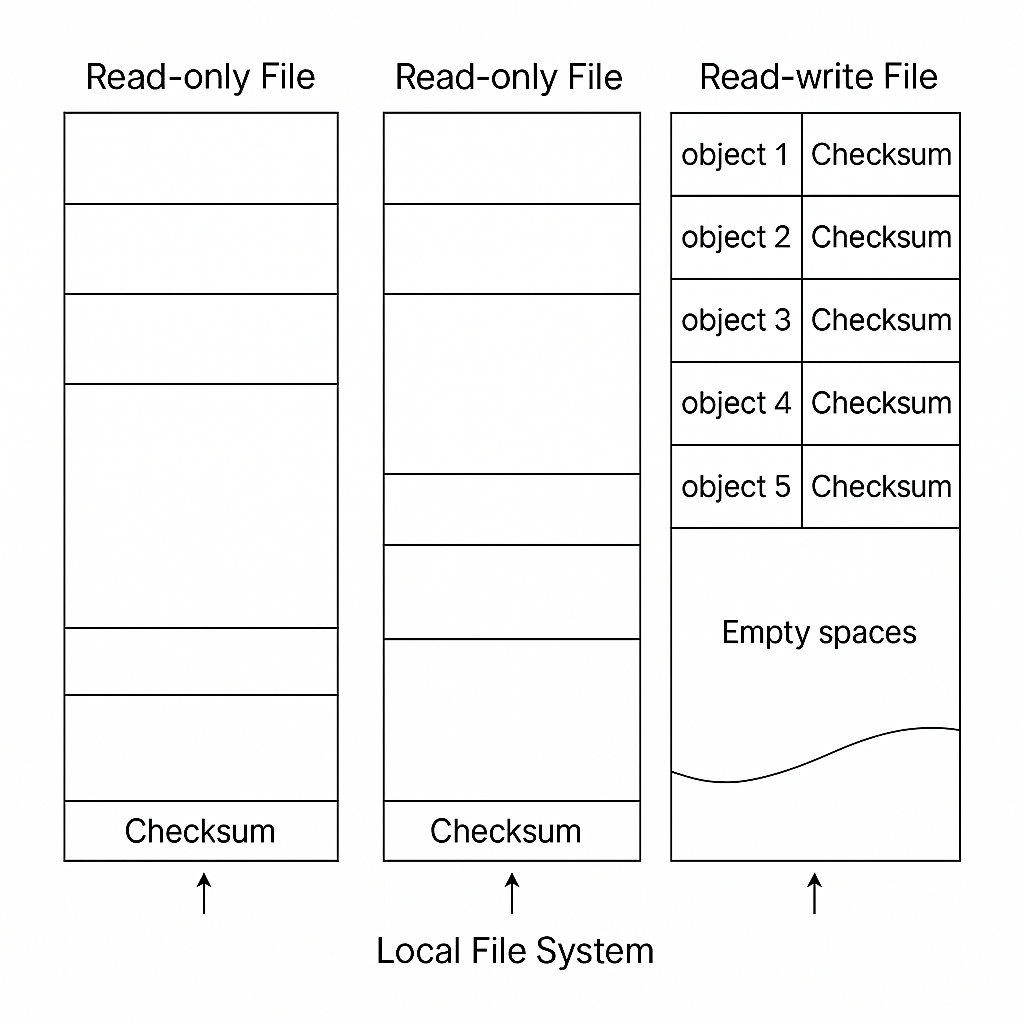 Read-only File
Read-only File
Read-write File
object 1 Checksum
object 2 Checksum
object 3 Checksum
object 4 Checksum
object 5 Checksum
Empty spaces
Checksum
Checksum
Local File System